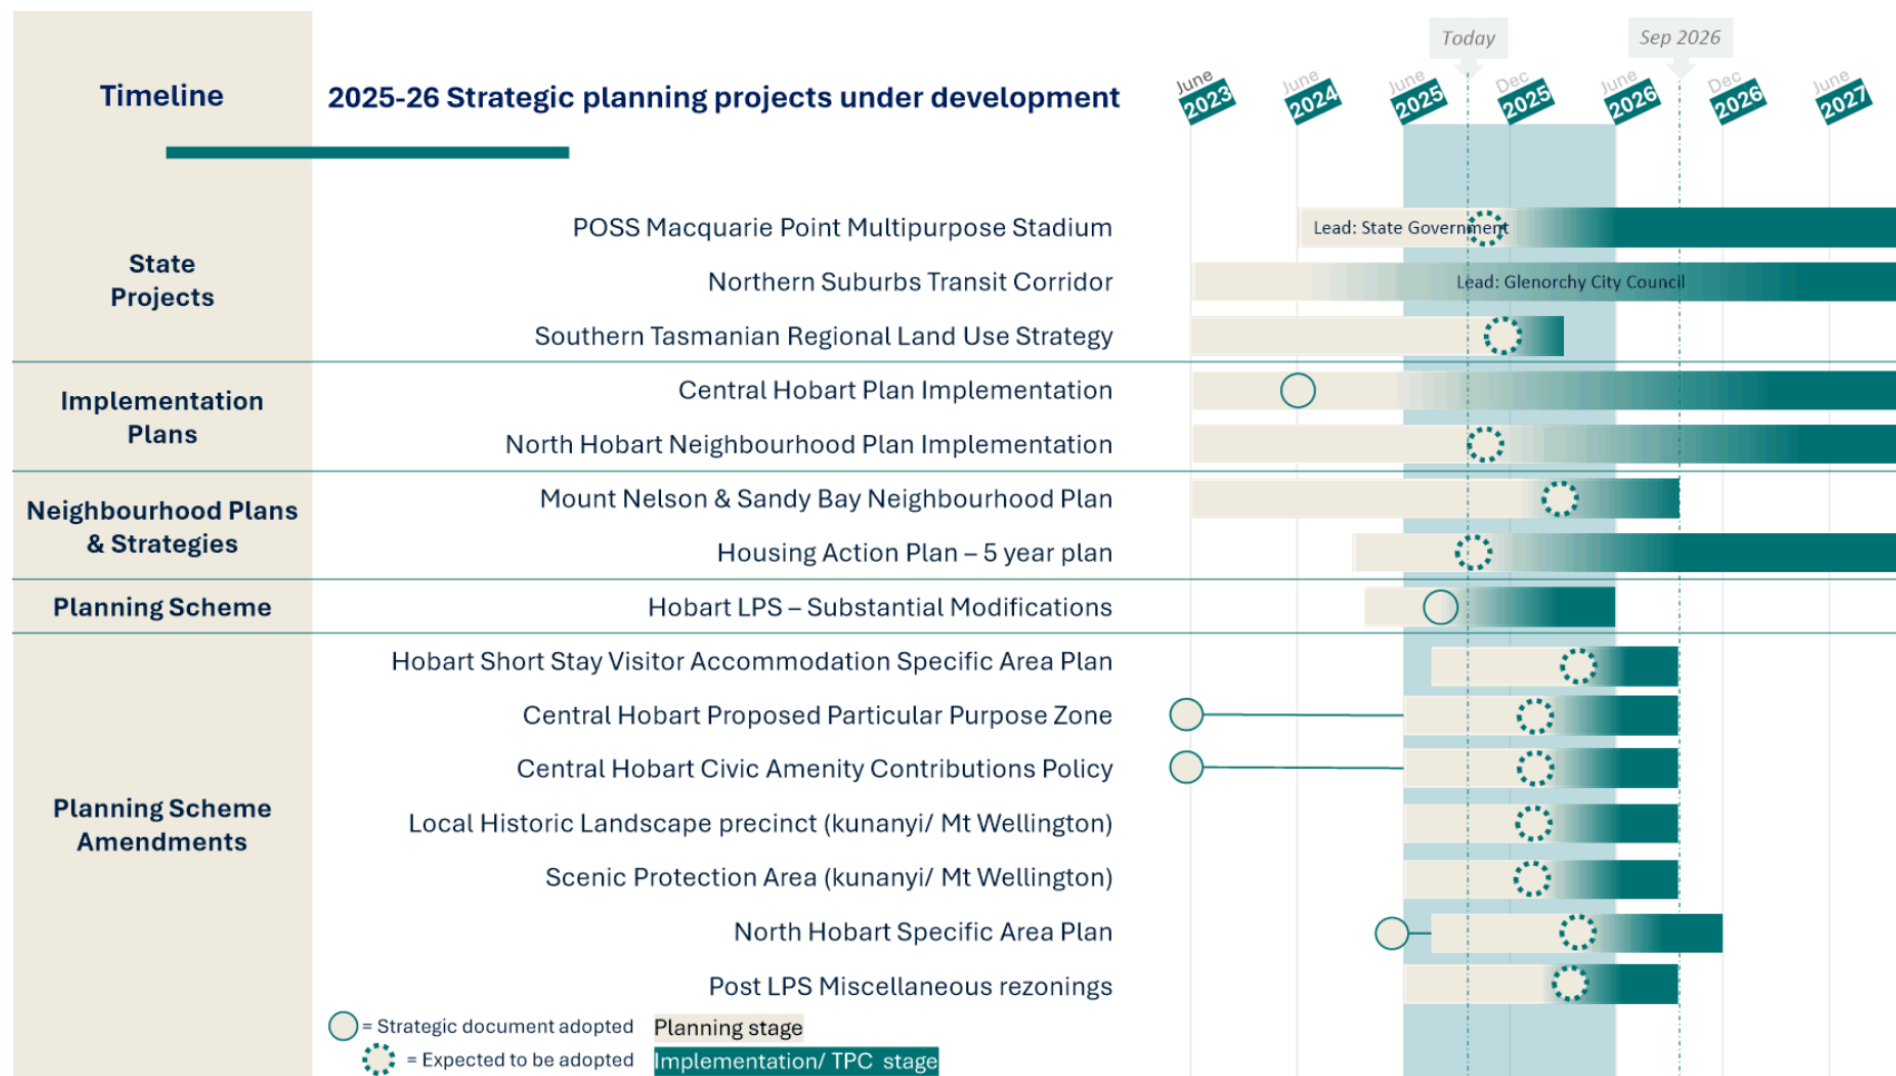 Today
Sep 2026
Timeline
2025-26 Strategic planning projects under development
June
2023
June
2024
June
2025
Dec
2025
June
2026
Dec
2026
June
2027
State
Projects
POSS Macquarie Point Multipurpose Stadium
Lead: State Government
Northern Suburbs Transit Corridor
Lead: Glenorchy City Council
Southern Tasmanian Regional Land Use Strategy
Implementation
Plans
Central Hobart Plan Implementation
North Hobart Neighbourhood Plan Implementation
Neighbourhood Plans
& Strategies
Mount Nelson & Sandy Bay Neighbourhood Plan
Housing Action Plan – 5 year plan
Planning Scheme
Hobart LPS – Substantial Modifications
Planning Scheme
Amendments
Hobart Short Stay Visitor Accommodation Specific Area Plan
Central Hobart Proposed Particular Purpose Zone
Central Hobart Civic Amenity Contributions Policy
Local Historic Landscape precinct (kunanyi/ Mt Wellington)
Scenic Protection Area (kunanyi/ Mt Wellington)
North Hobart Specific Area Plan
Post LPS Miscellaneous rezonings
= Strategic document adopted
Planning stage
= Expected to be adopted
Implementation/ TPC stage